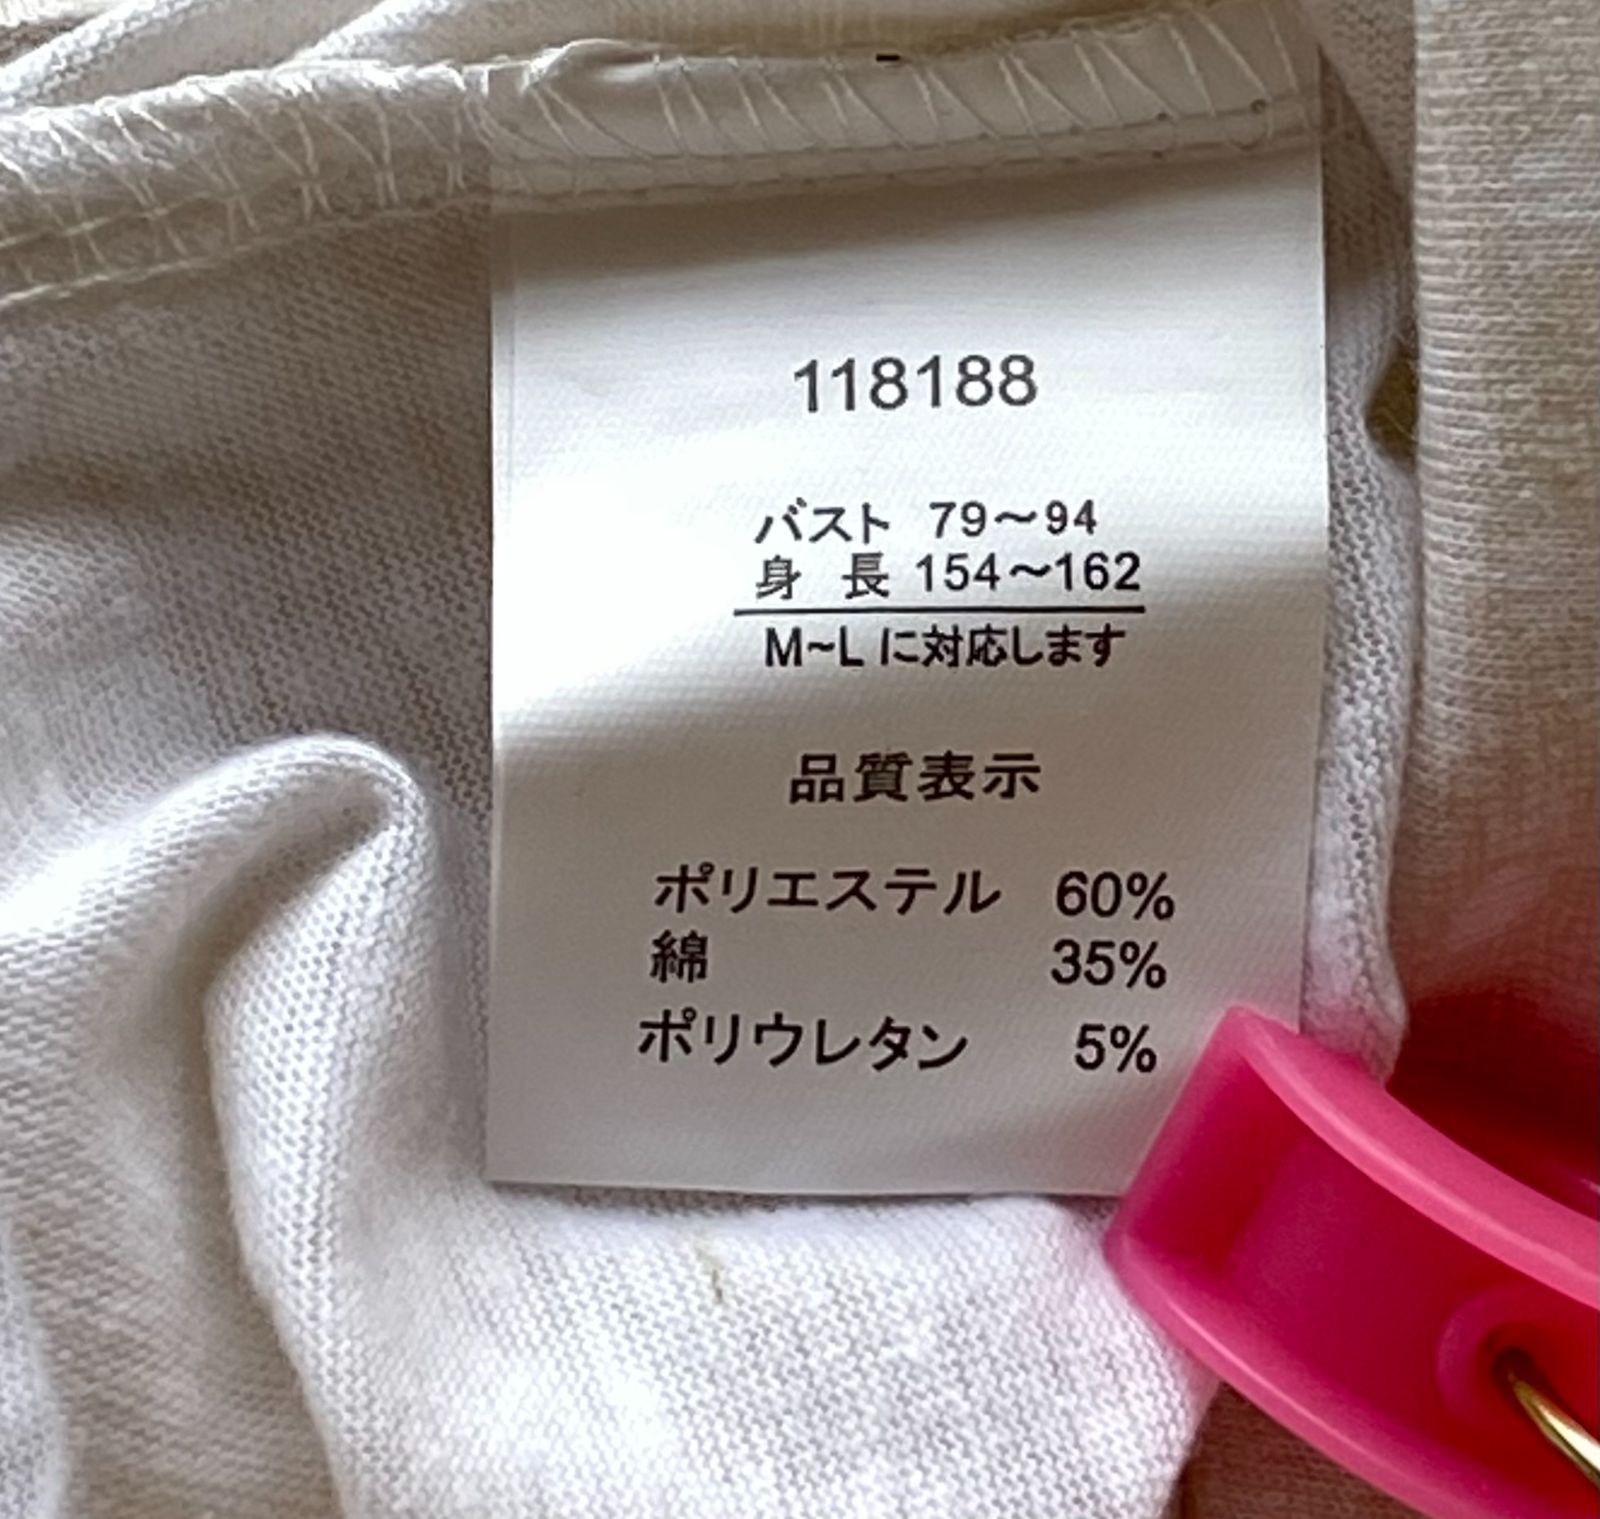 118188
バスト 79〜94
身長 154〜162
M~L に対応します
品質表示
ポリエステル 60%
綿 35%
ポリウレタン 5%